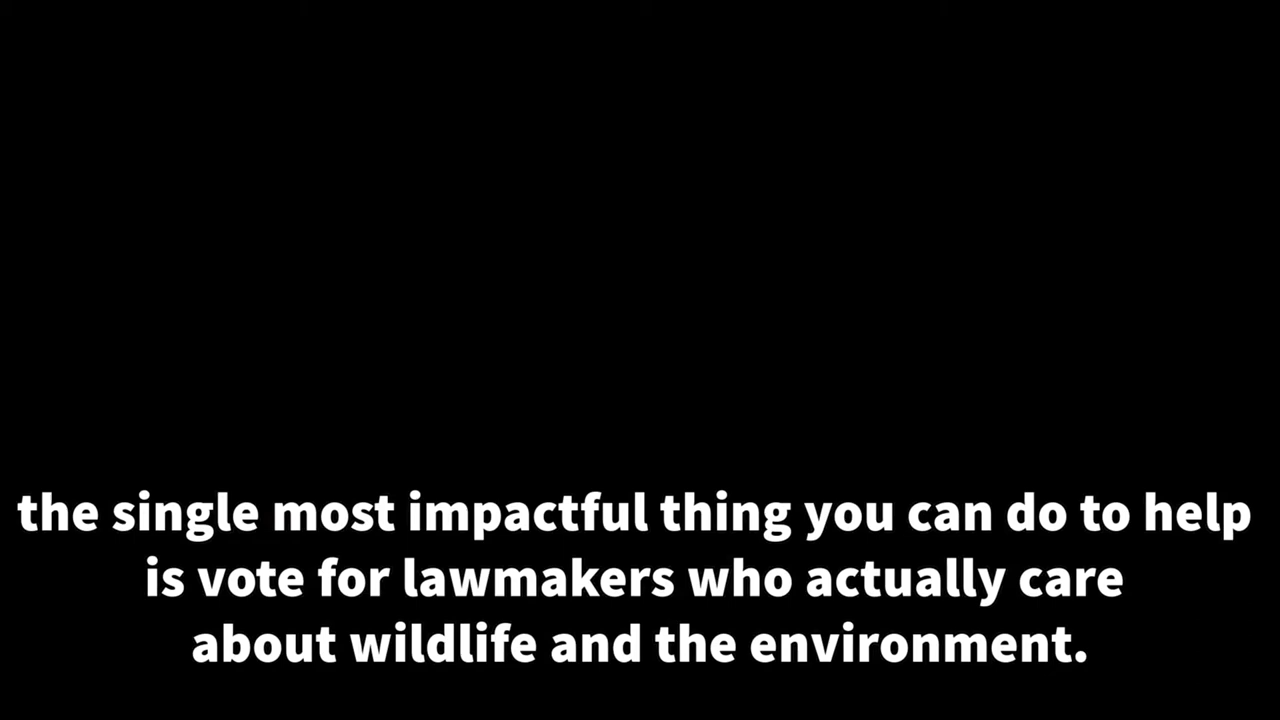 the single most impactful thing you can do to help
is vote for lawmakers who actually care
about wildlife and the environment.